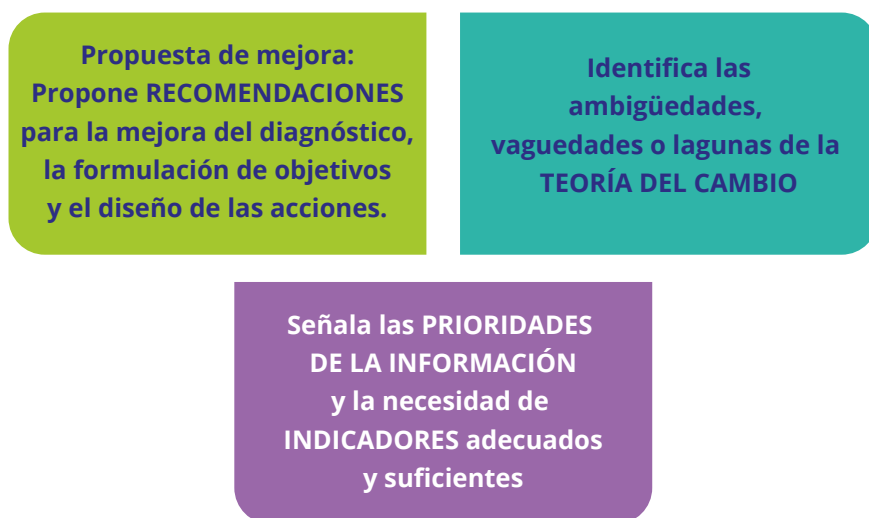 Propuesta de mejora:
Propone RECOMENDACIONES
para la mejora del diagnóstico,
la formulación de objetivos
y el diseño de las acciones.
Identifica las
ambigüedades,
vaguedades o lagunas de la
TEORÍA DEL CAMBIO
Señala las PRIORIDADES
DE LA INFORMACIÓN
y la necesidad de
INDICADORES adecuados
y suficientes